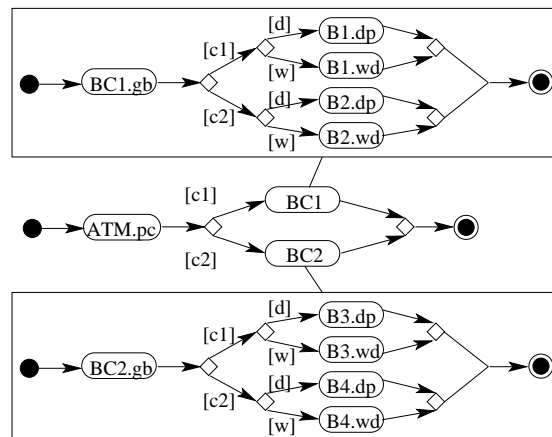 [d]
B1.dp
[c1]
[w]
B1.wd
BC1.gb
[d]
B2.dp
[c2]
[w]
B2.wd
[c1]
BC1
ATM.pc
[c2]
BC2
[d]
B3.dp
[c1]
[w]
B3.wd
BC2.gb
[d]
B4.dp
[c2]
[w]
B4.wd